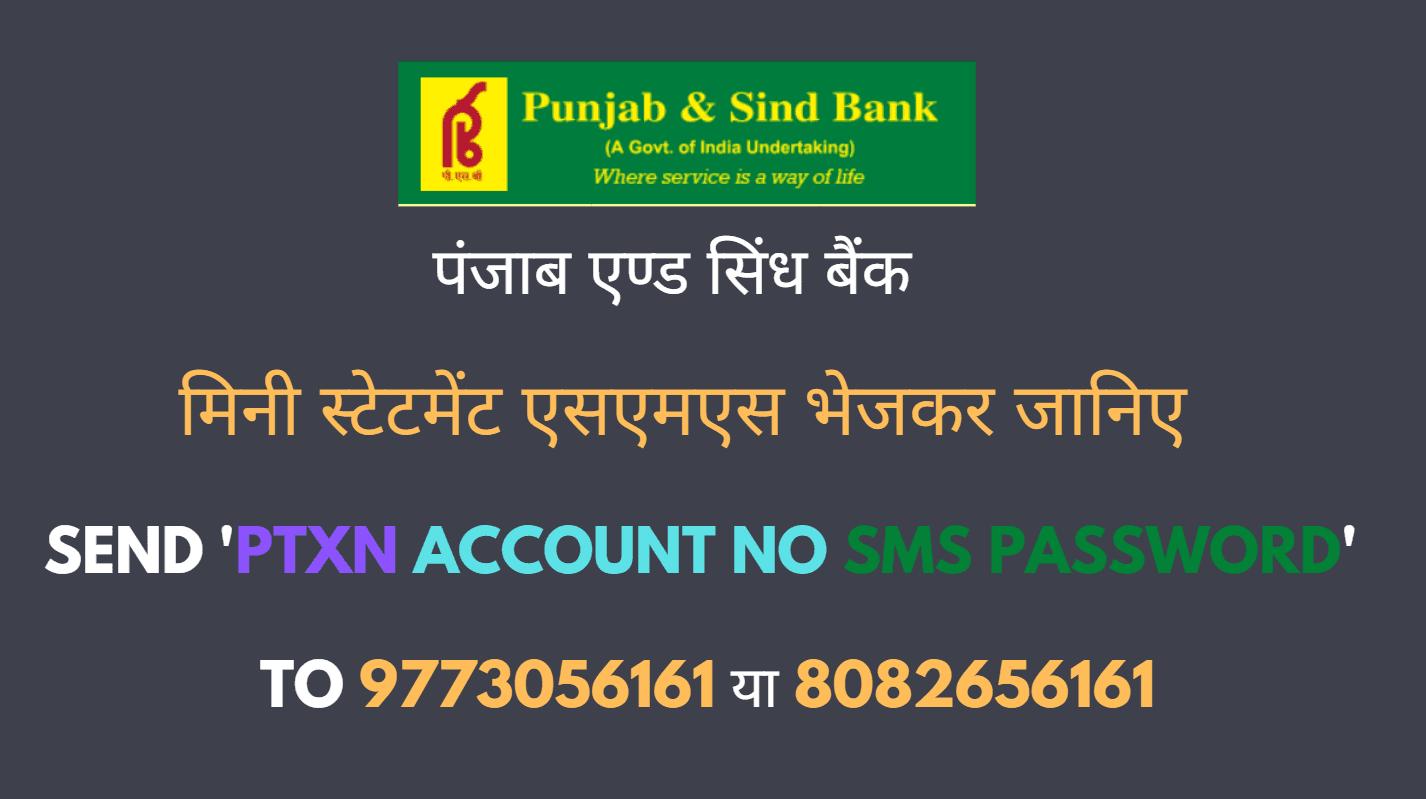 Punjab & Sind Bank
(A Govt. of India Undertaking)
Where service is a way of life
पी.एस.बी
पंजाब एण्ड सिंध बैंक
मिनी स्टेटमेंट एसएमएस भेजकर जानिए
SEND 'PTXN ACCOUNT NO SMS PASSWORD'
TO 9773056161 या 8082656161